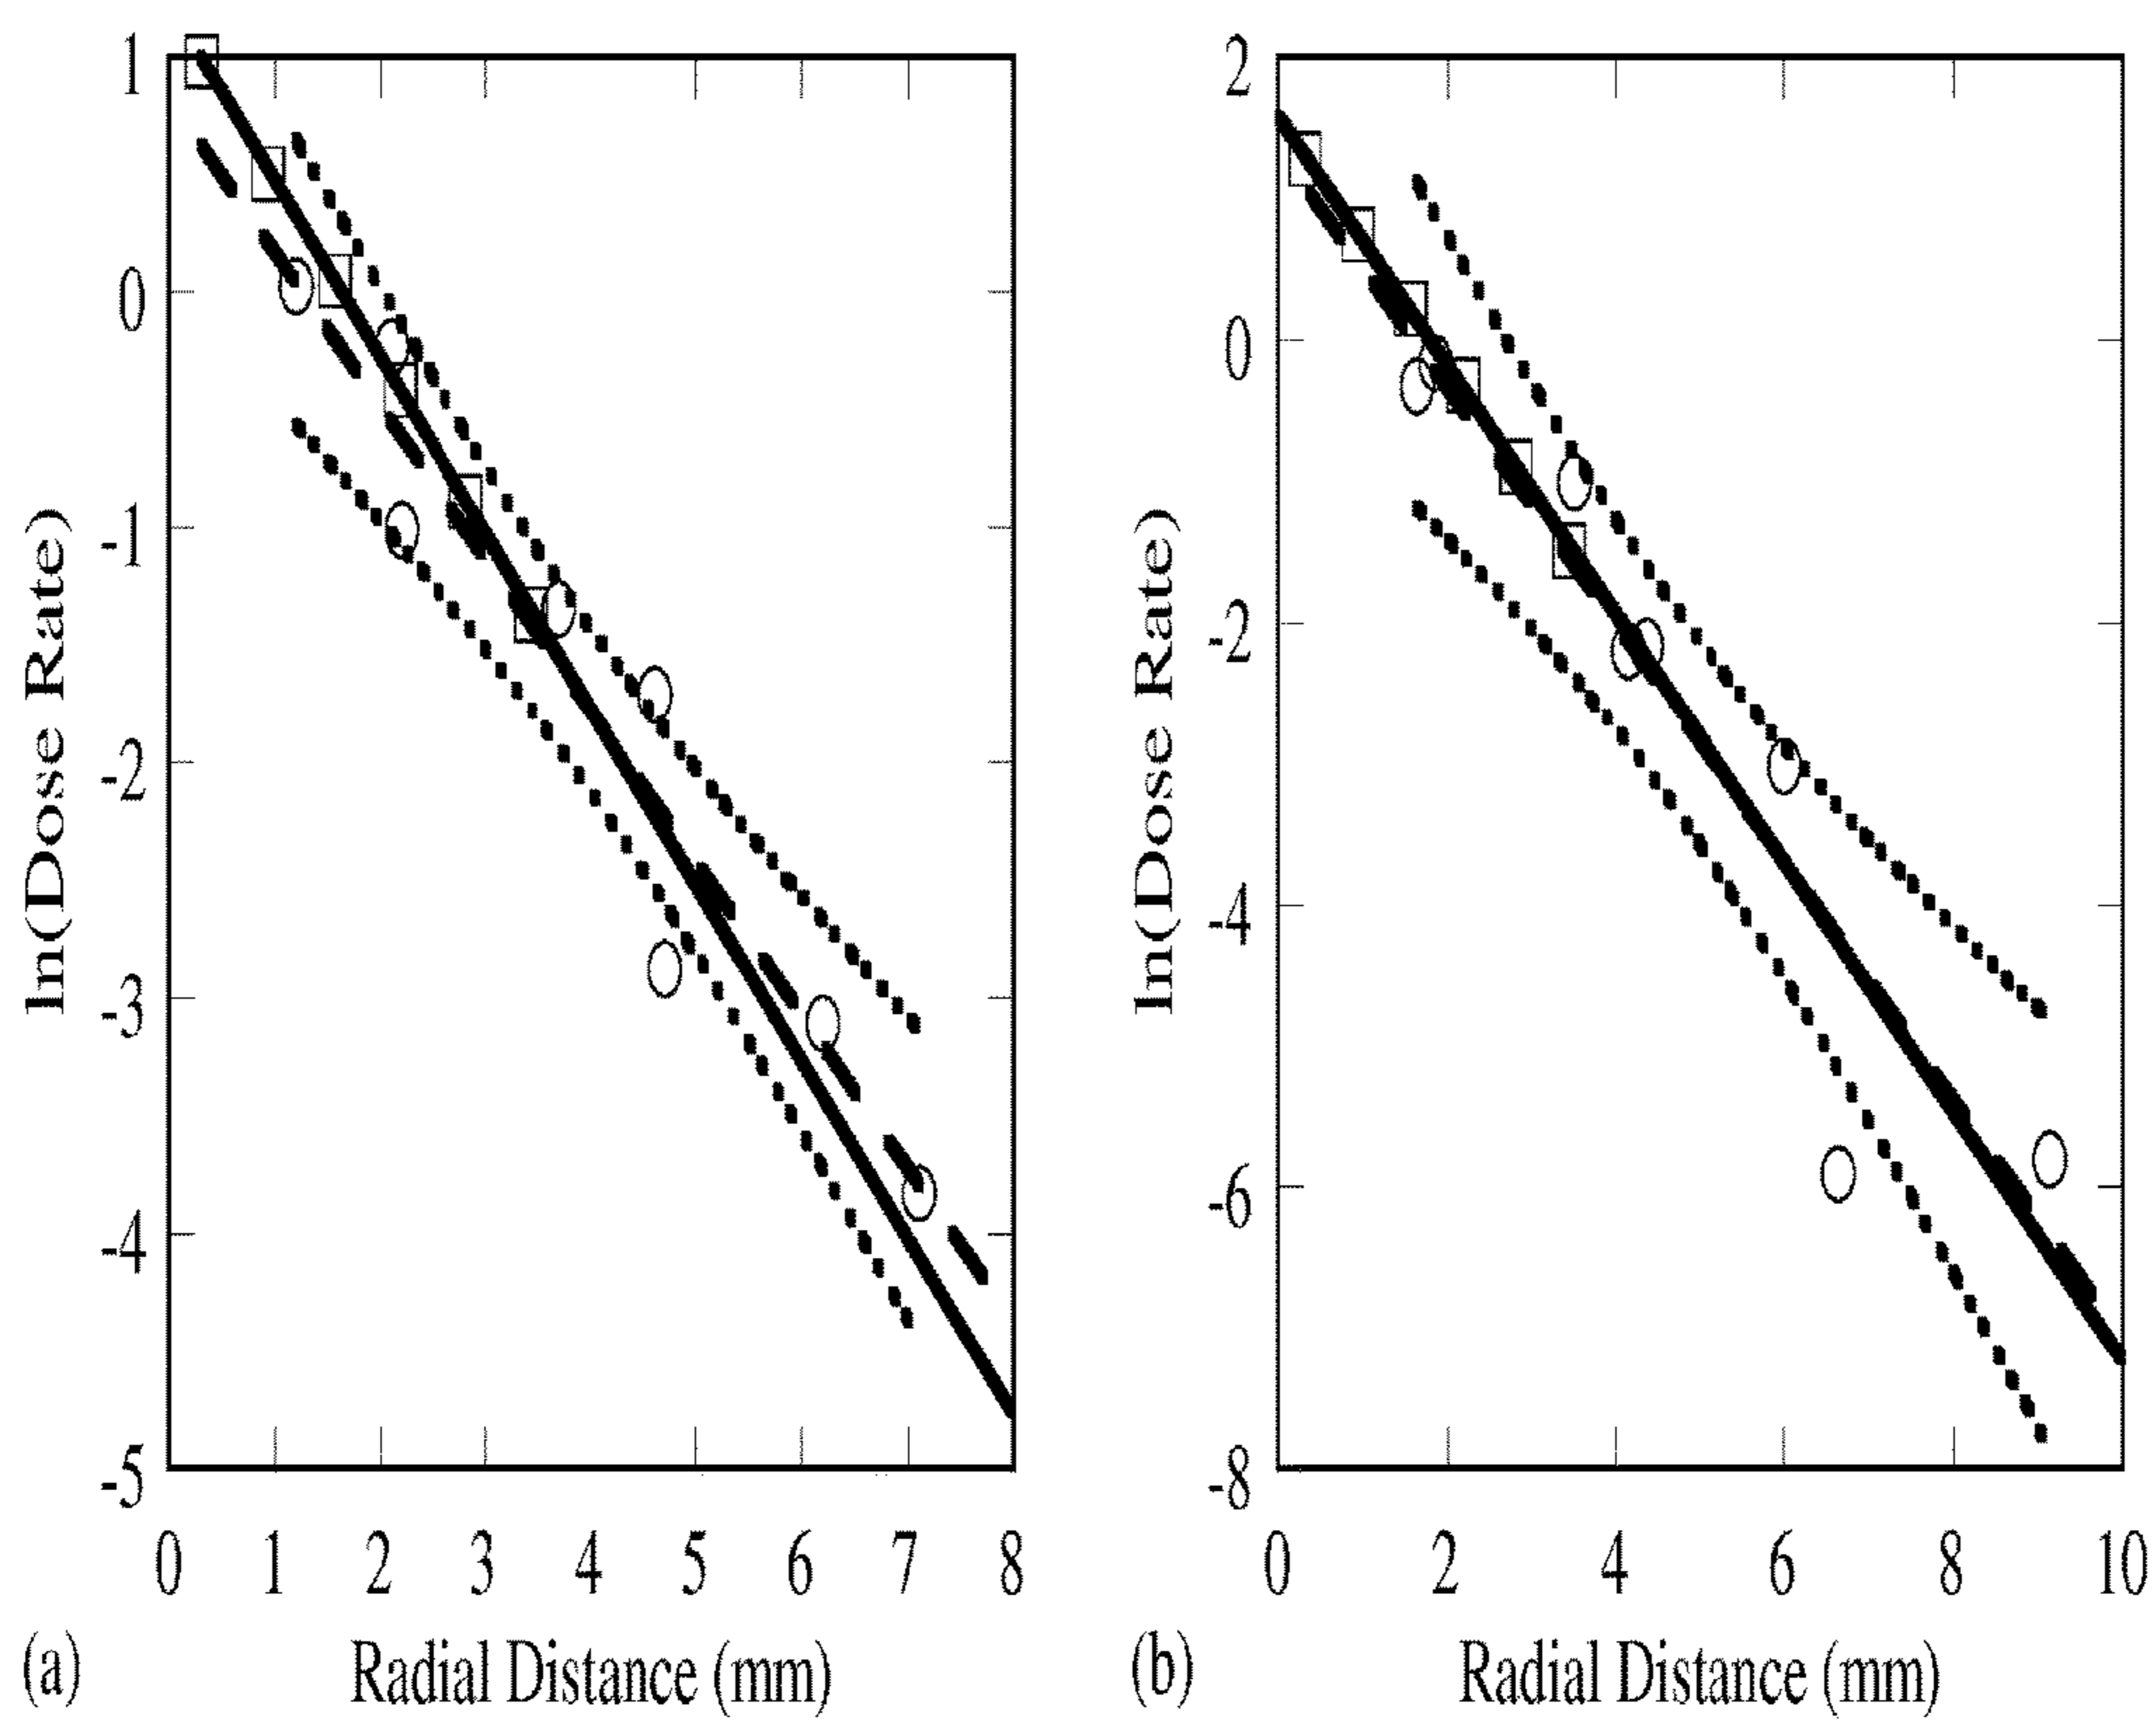 1
0
-1
-2
-3
-4
-5
ln(Dose Rate)
0 1 2 3 4 5 6 7 8
(a) Radial Distance (mm)
2
0
-2
-4
-6
-8
ln(Dose Rate)
0 2 4 6 8 10
(b) Radial Distance (mm)